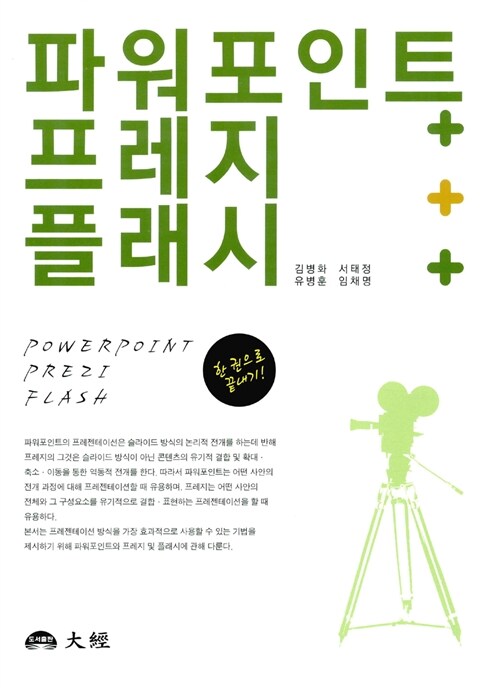 파워포인트
프레지
플래시
+
+
+
김병화 서태정
유병훈 임채명
POWERPOINT
PREZI
FLASH
한 권으로
끝내기!
파워포인트의 프레젠테이션은 슬라이드 방식의 논리적 전개를 하는데 반해
프레지의 그것은 슬라이드 방식이 아닌 콘텐츠의 유기적 결합 및 확대 ·
축소 · 이동을 통한 역동적 전개를 한다. 따라서 파워포인트는 어떤 사안의
전개 과정에 대해 프레젠테이션할 때 유용하며, 프레지는 어떤 사안의
전체와 그 구성요소를 유기적으로 결합 · 표현하는 프레젠테이션을 할 때
유용하다.
본서는 프레젠테이션 방식을 가장 효과적으로 사용할 수 있는 기법을
제시하기 위해 파워포인트와 프레지 및 플래시에 관해 다룬다.
도서출판
大經